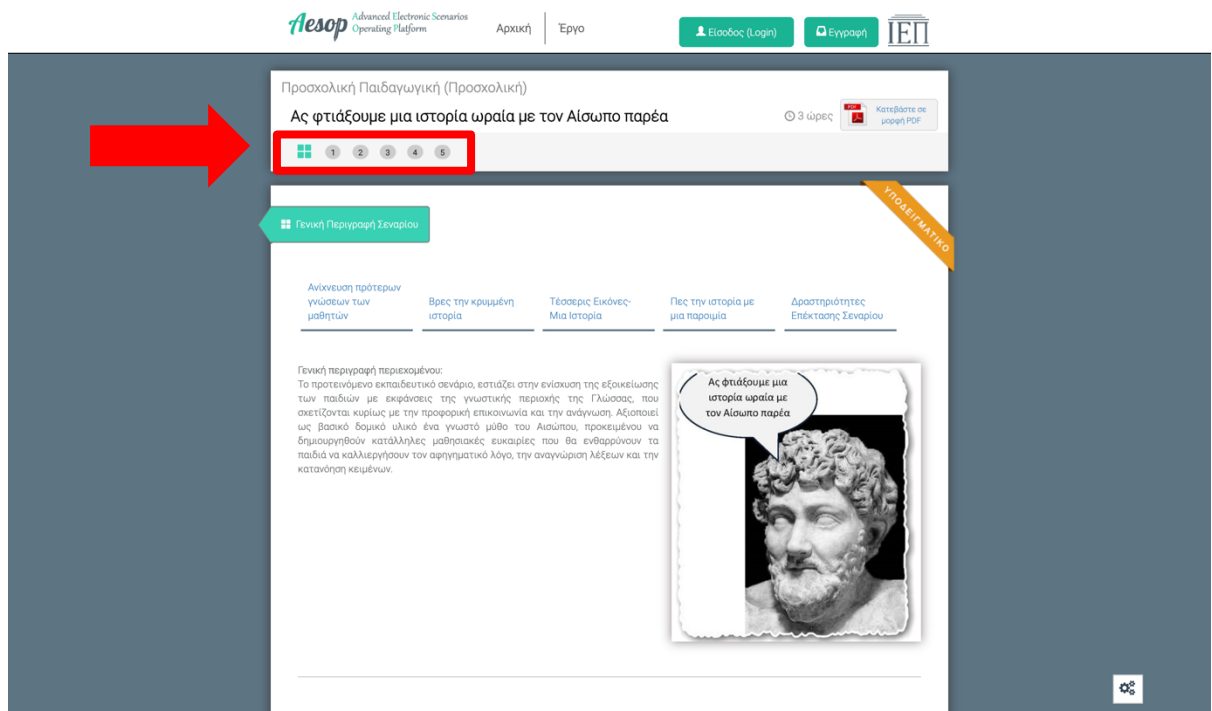 Aesop Advanced Electronic Scenarios
Operating Platform
Αρχική
Έργο
Είσοδος (Login)
Εγγραφή
ΙΕΠ
Προσχολική Παιδαγωγική (Προσχολική)
Ας φτιάξουμε μια ιστορία ωραία με τον Αίσωπο παρέα
3 ώρες
PDF
Κατεβάστε σε
μορφή PDF
1 2 3 4 5
ΥΠΟΔΕΙΓΜΑΤΙΚΟ
Γενική Περιγραφή Σεναρίου
Ανίχνευση πρότερων
γνώσεων των
μαθητών
Βρες την κρυμμένη
ιστορία
Τέσσερις Εικόνες-
Μια Ιστορία
Πες την ιστορία με
μια παροιμία
Δραστηριότητες
Επέκτασης Σεναρίου
Γενική περιγραφή περιεχομένου:
Το προτεινόμενο εκπαιδευτικό σενάριο, εστιάζει στην ενίσχυση της εξοικείωσης
των παιδιών με εκφάνσεις της γνωστικής περιοχής της Γλώσσας, που
σχετίζονται κυρίως με την προφορική επικοινωνία και την ανάγνωση. Αξιοποιεί
ως βασικό δομικό υλικό ένα γνωστό μύθο του Αισώπου, προκειμένου να
δημιουργηθούν κατάλληλες μαθησιακές ευκαιρίες που θα ενθαρρύνουν τα
παιδιά να καλλιεργήσουν τον αφηγηματικό λόγο, την αναγνώριση λέξεων και την
κατανόηση κειμένων.
Ας φτιάξουμε μια
ιστορία ωραία με
τον Αίσωπο παρέα